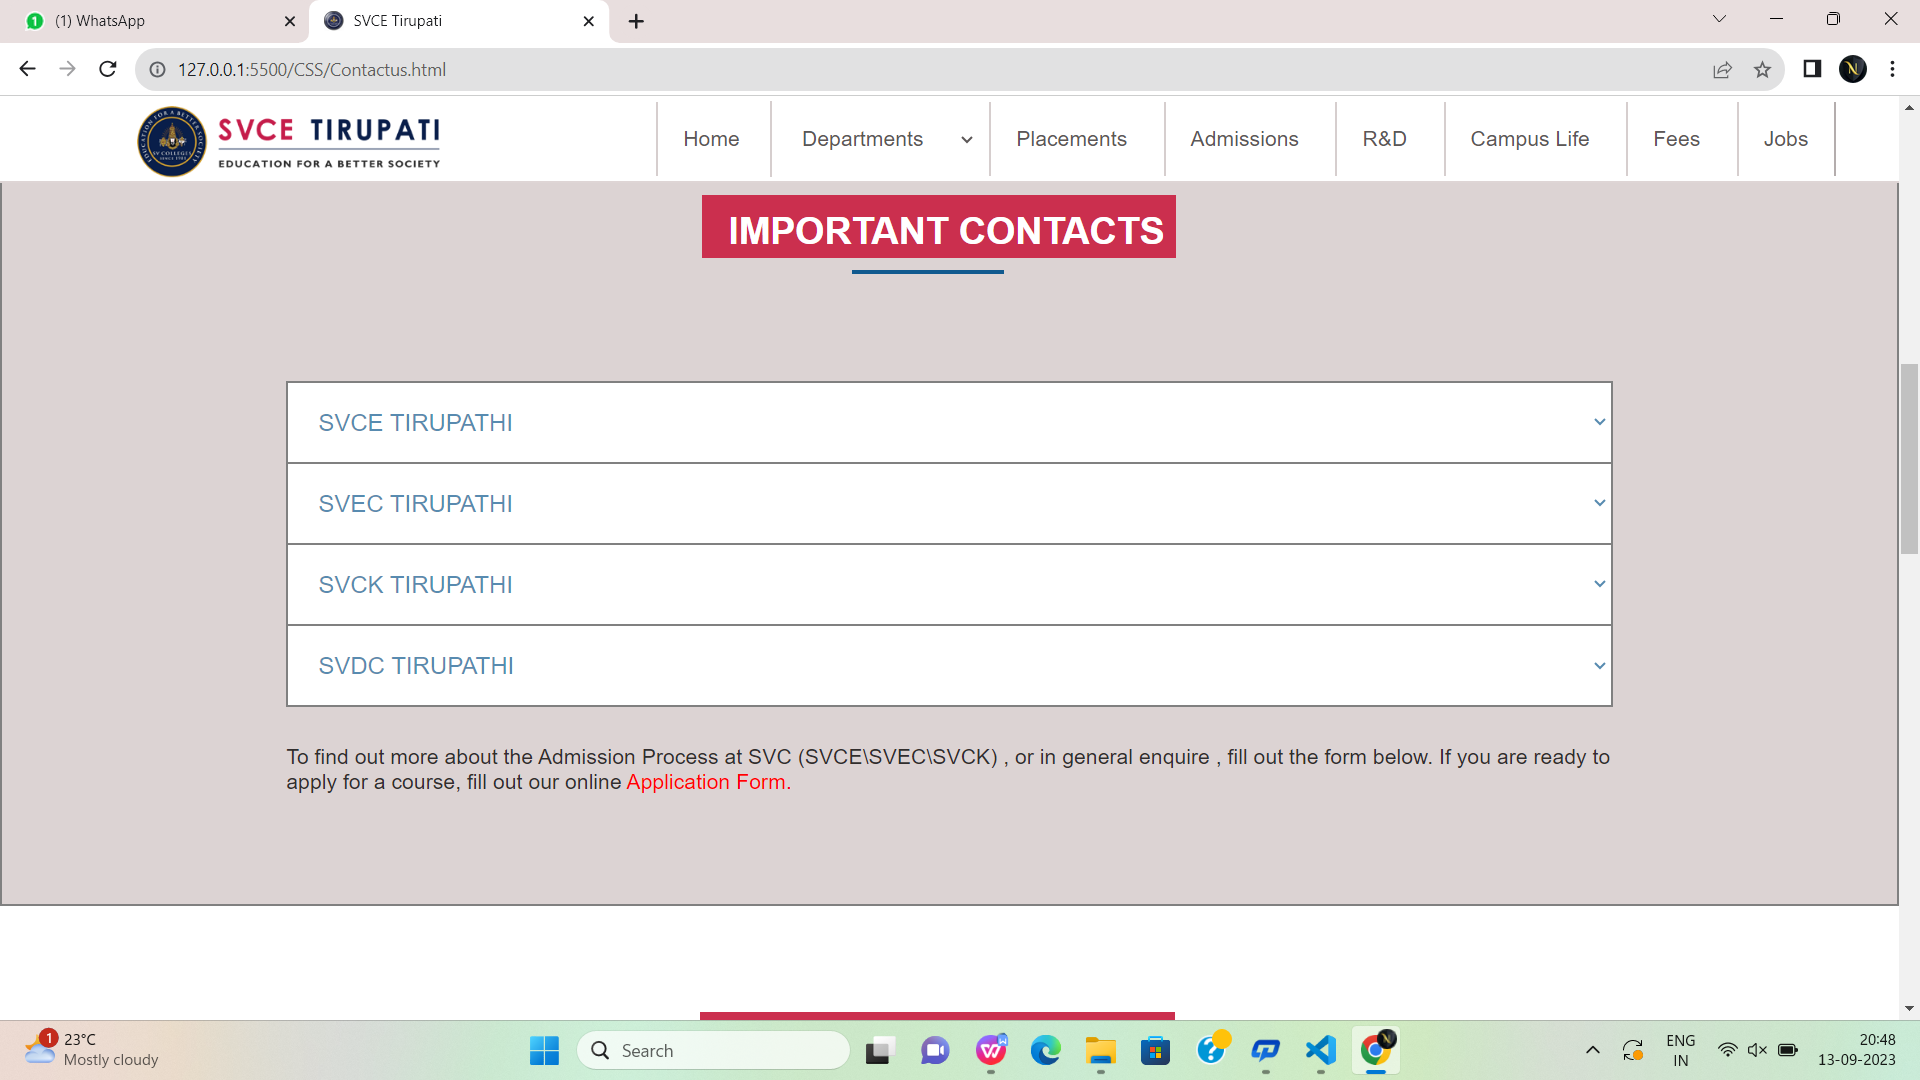 (1) WhatsApp
SVCE Tirupati
127.0.0.1:5500/CSS/Contactus.html
SVCE TIRUPATI
EDUCATION FOR A BETTER SOCIETY
Home
Departments
Placements
Admissions
R&D
Campus Life
Fees
Jobs
IMPORTANT CONTACTS
SVCE TIRUPATHI
SVEC TIRUPATHI
SVCK TIRUPATHI
SVDC TIRUPATHI
To find out more about the Admission Process at SVC (SVCE\SVEC\SVCK) , or in general enquire , fill out the form below. If you are ready to
apply for a course, fill out our online Application Form.
1
23°C
Mostly cloudy
Search
ENG
IN
20:48
13-09-2023